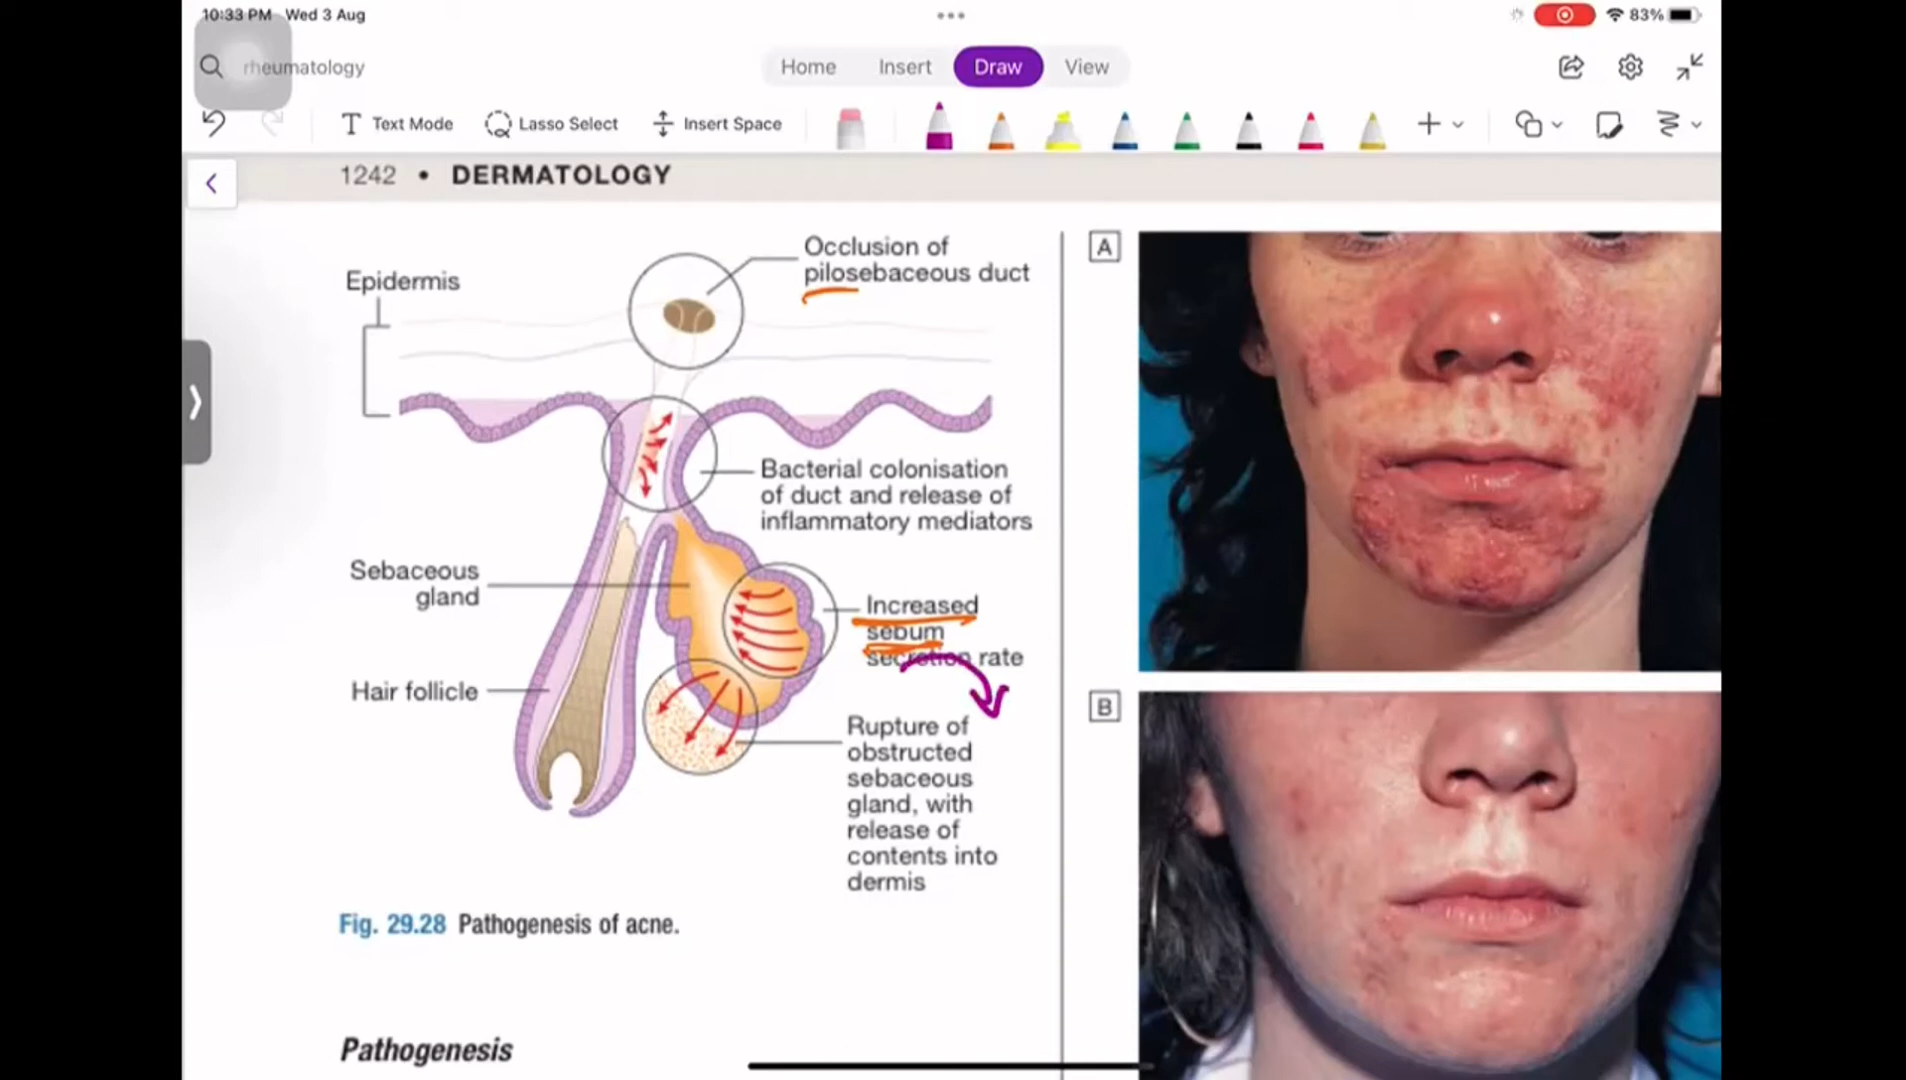 10:33 PM Wed 3 Aug
83%
rheumatology
Home Insert Draw View
Text Mode Lasso Select Insert Space
1242 • DERMATOLOGY
Epidermis
Occlusion of
pilosebaceous duct
Bacterial colonisation
of duct and release of
inflammatory mediators
Sebaceous
gland
Increased
sebum
secretion rate
Hair follicle
Rupture of
obstructed
sebaceous
gland, with
release of
contents into
dermis
Fig. 29.28 Pathogenesis of acne.
Pathogenesis
A
B